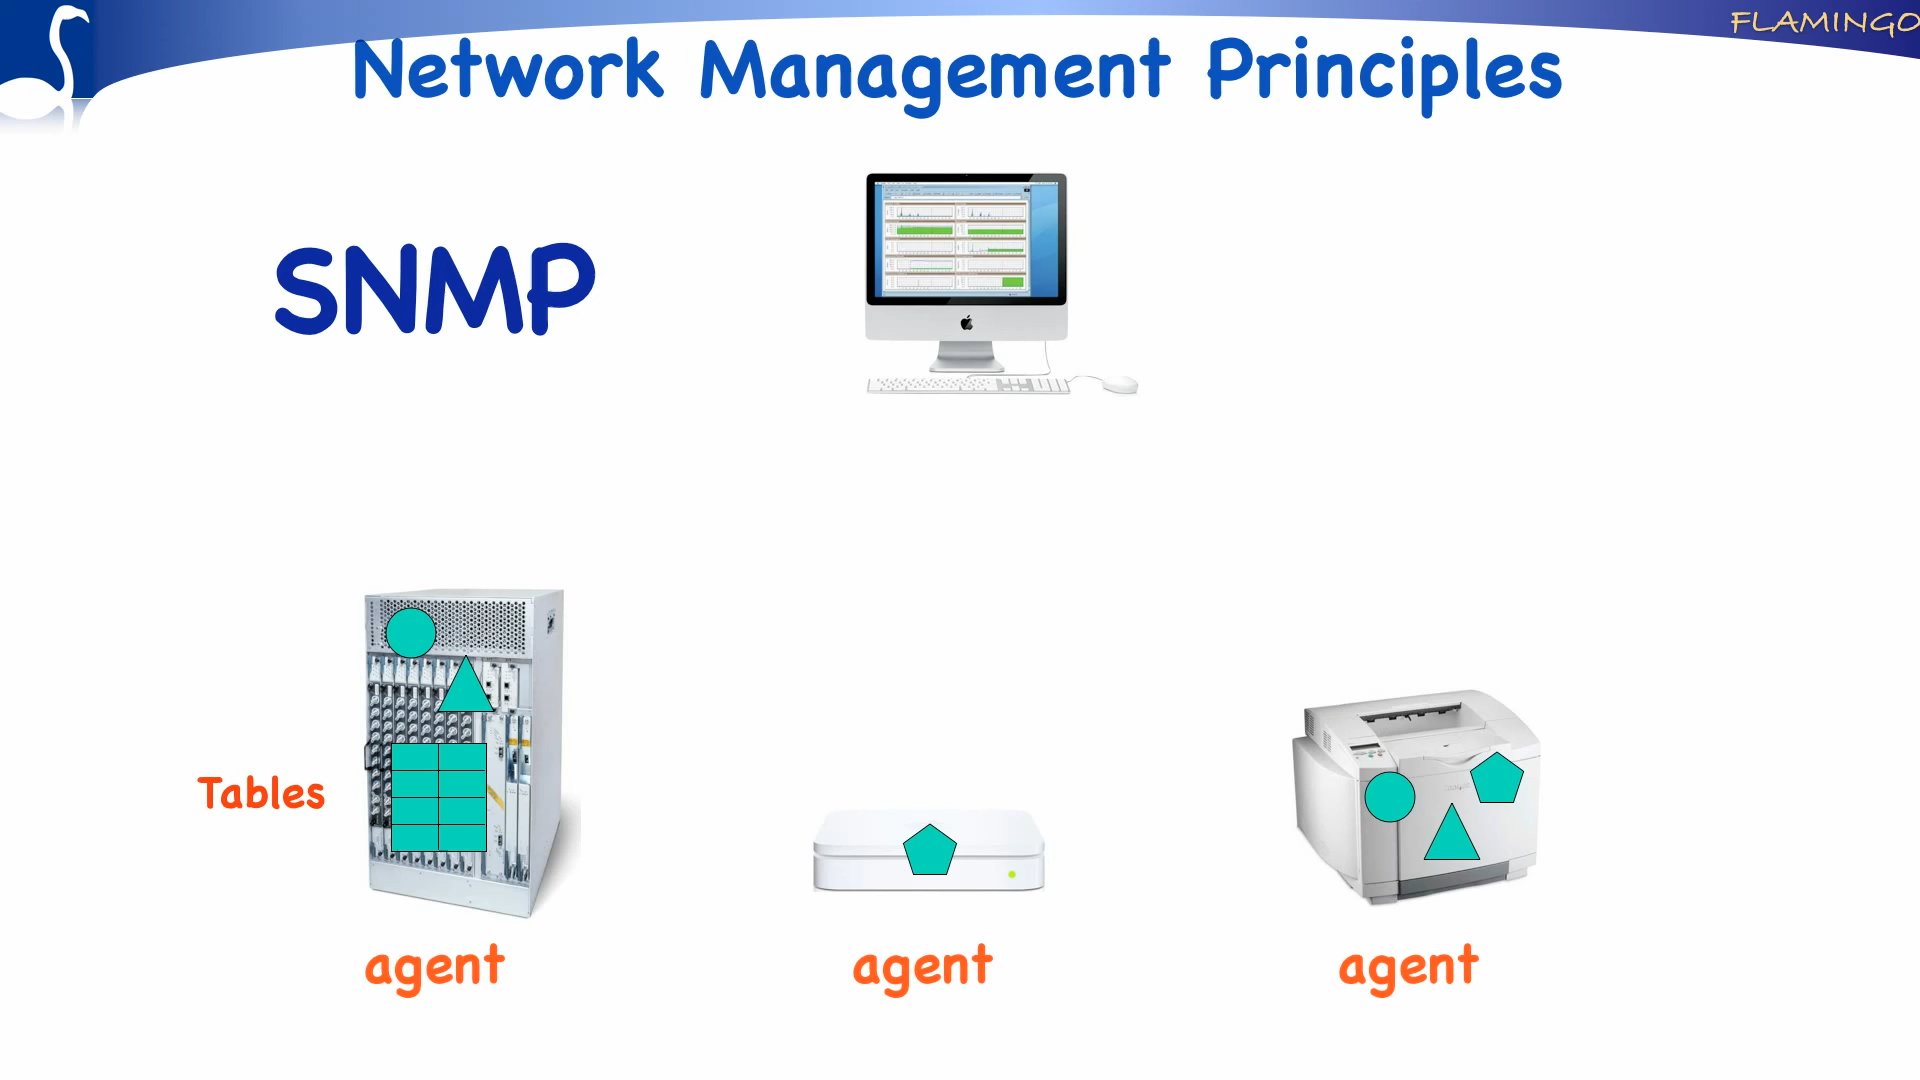 FLAMINGO
Network Management Principles
SNMP
Tables
agent
agent
agent